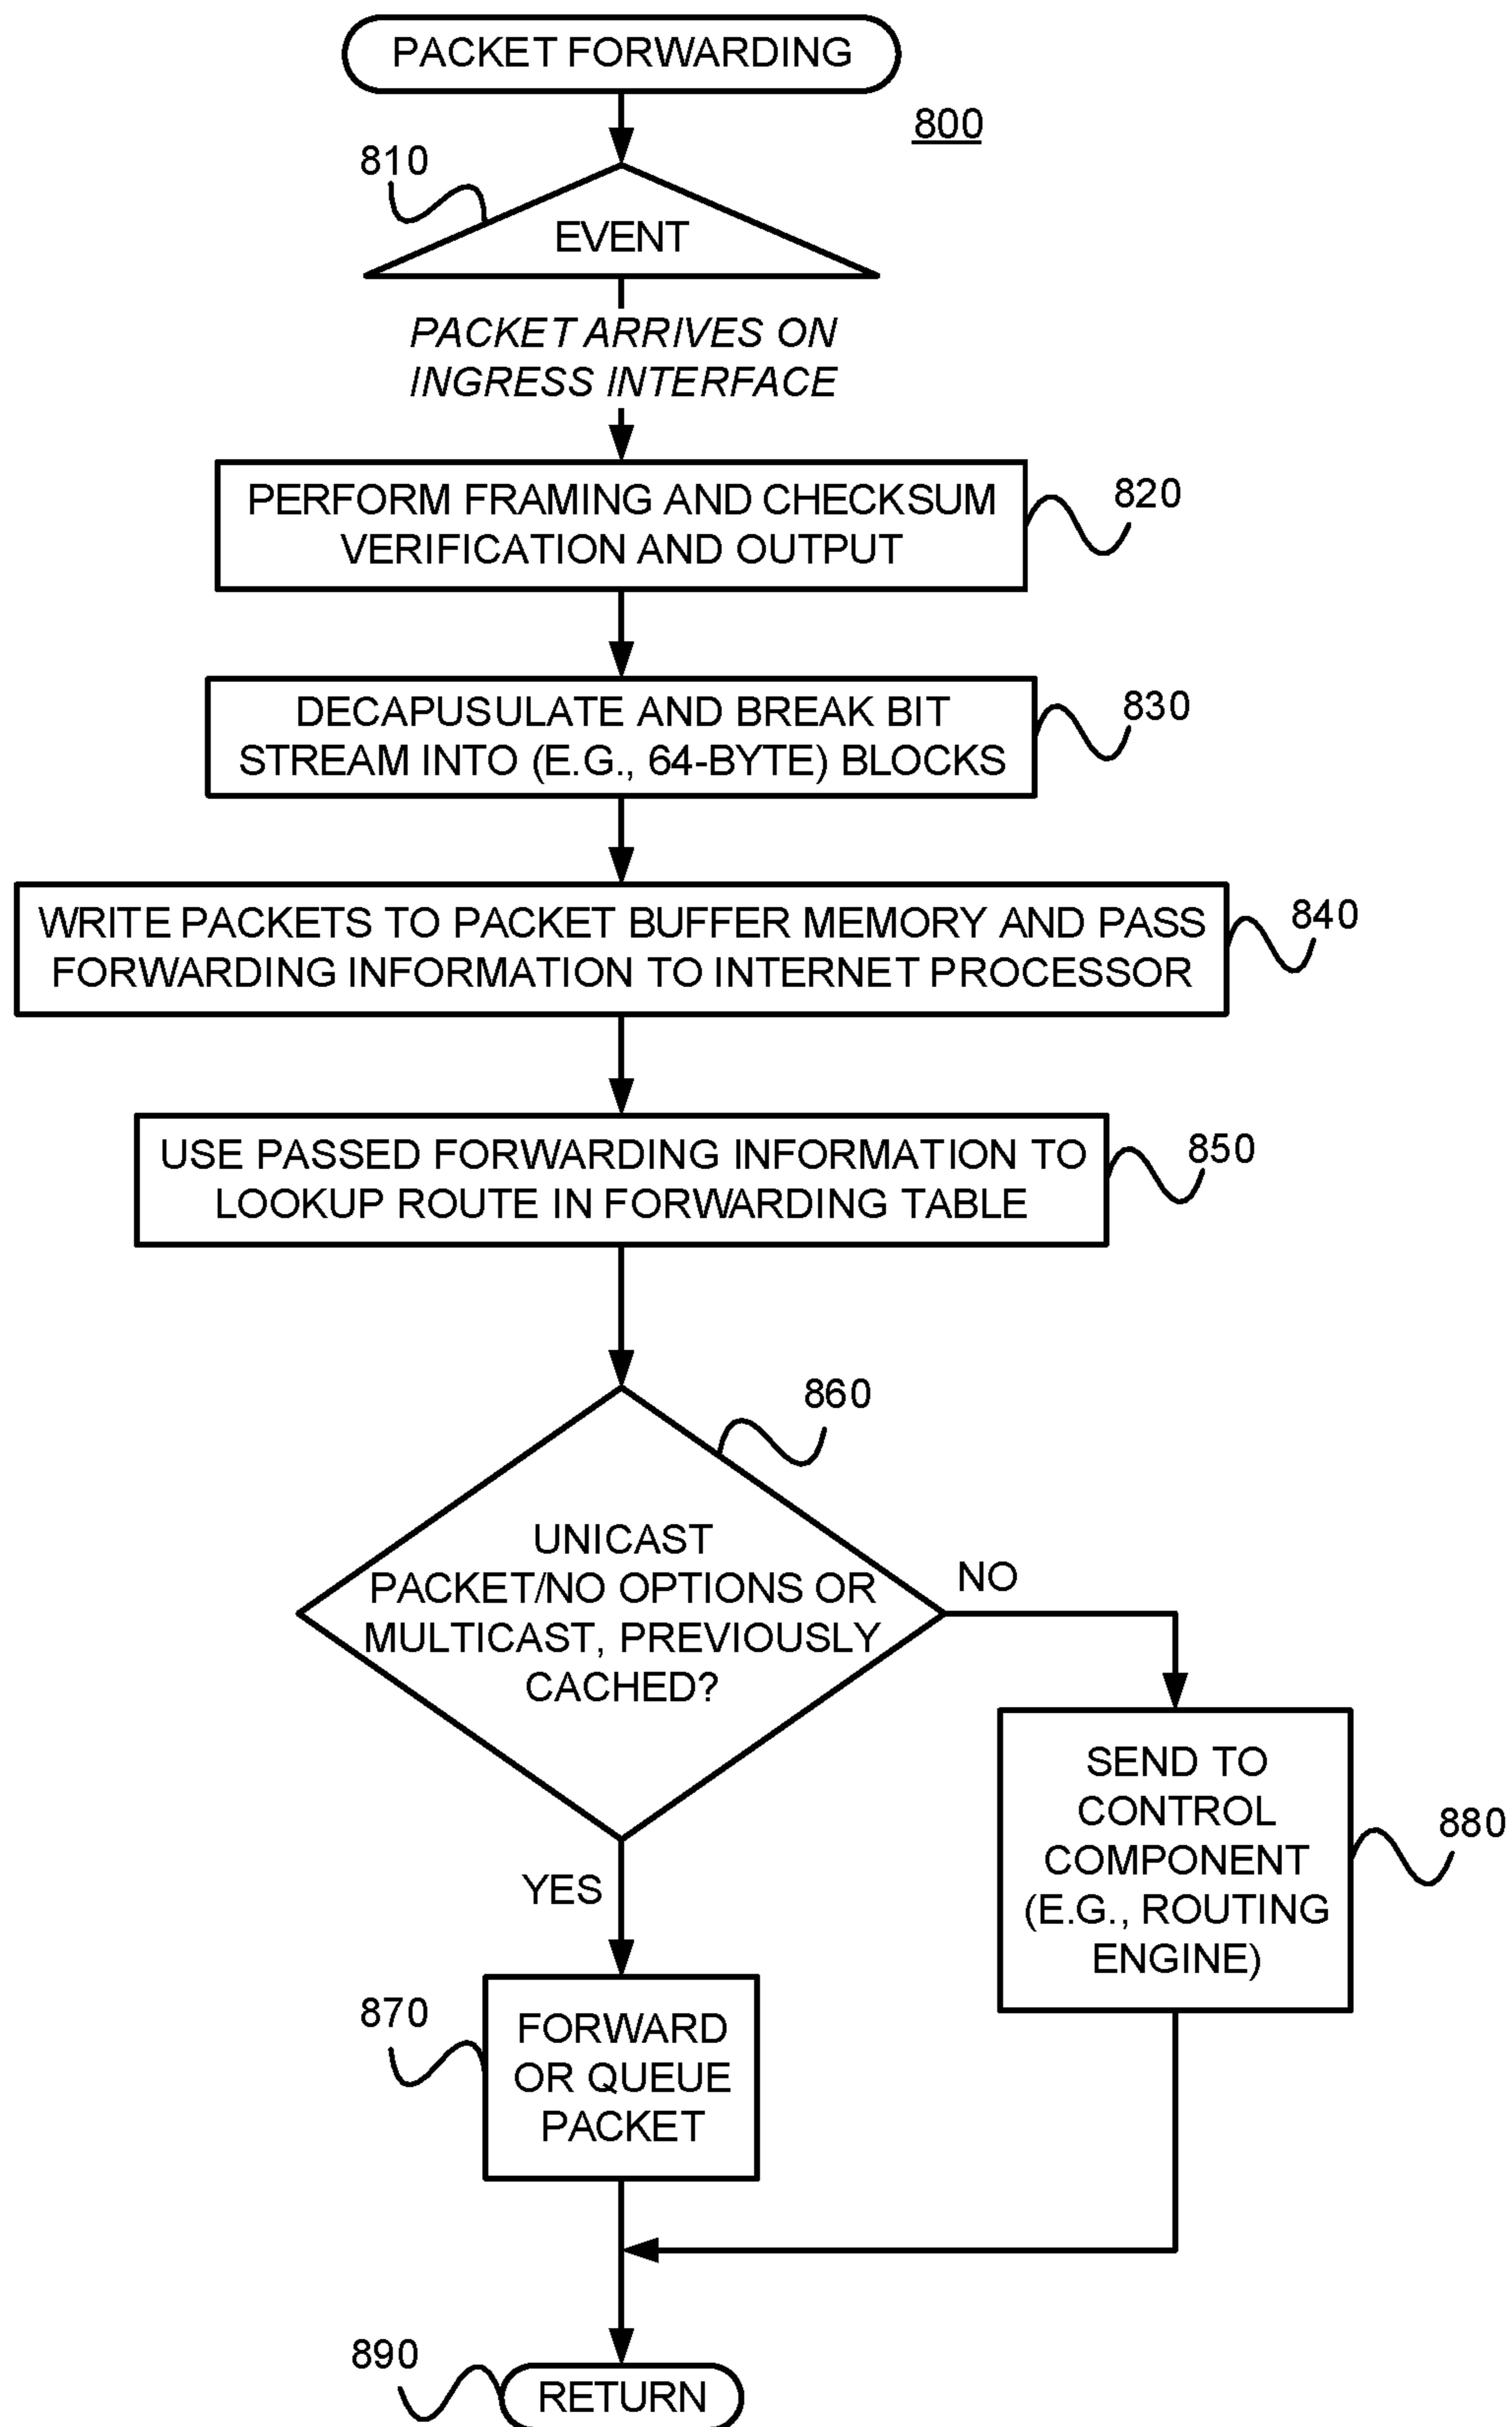 PACKET FORWARDING
800
810
EVENT
PACKET ARRIVES ON
INGRESS INTERFACE
PERFORM FRAMING AND CHECKSUM
VERIFICATION AND OUTPUT
820
DECAPUSULATE AND BREAK BIT
STREAM INTO (E.G., 64-BYTE) BLOCKS
830
WRITE PACKETS TO PACKET BUFFER MEMORY AND PASS
FORWARDING INFORMATION TO INTERNET PROCESSOR
840
USE PASSED FORWARDING INFORMATION TO
LOOKUP ROUTE IN FORWARDING TABLE
850
860
UNICAST
PACKET/NO OPTIONS OR
MULTICAST, PREVIOUSLY
CACHED?
NO
YES
SEND TO
CONTROL
COMPONENT
(E.G., ROUTING
ENGINE)
880
870
FORWARD
OR QUEUE
PACKET
890
RETURN